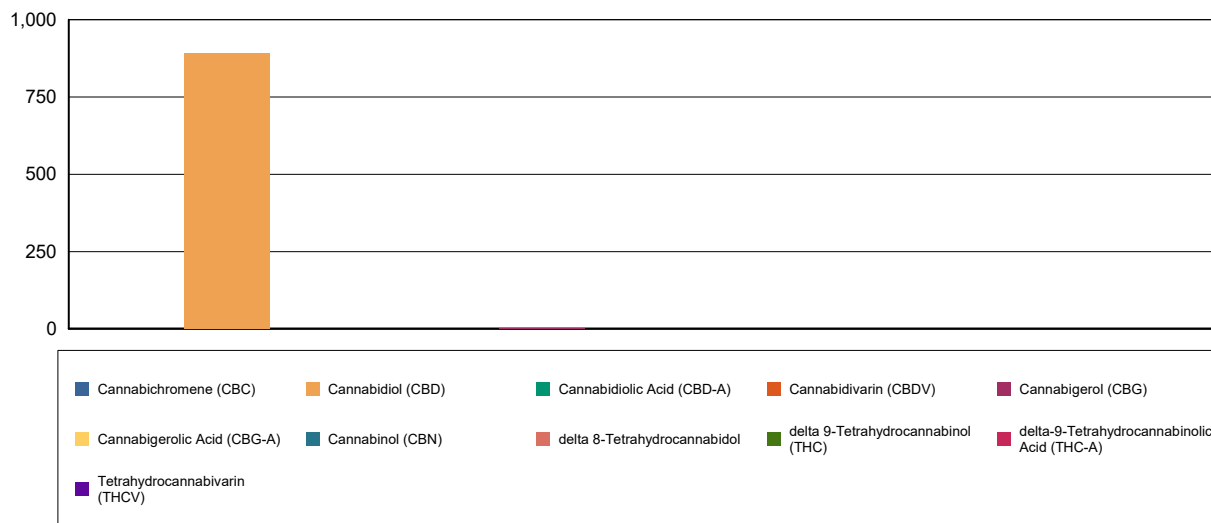 1,000
750
500
250
0
Cannabichromene (CBC)
Cannabidiol (CBD)
Cannabidiolic Acid (CBD-A)
Cannabidivarin (CBDV)
Cannabigerol (CBG)
Cannabigerolic Acid (CBG-A)
Cannabinol (CBN)
delta 8-Tetrahydrocannabidol
delta 9-Tetrahydrocannabinol
(THC)
delta-9-Tetrahydrocannabinolic
Acid (THC-A)
Tetrahydrocannabivarin
(THCV)